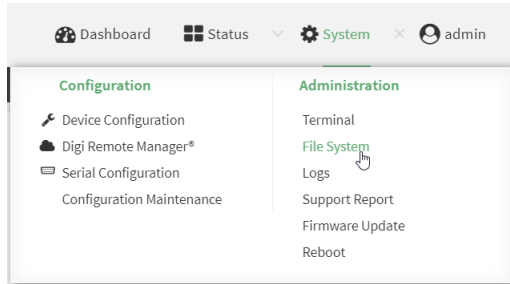 Dashboard Status System admin
Configuration
Device Configuration
Digi Remote Manager®
Serial Configuration
Configuration Maintenance
Administration
Terminal
File System
Logs
Support Report
Firmware Update
Reboot